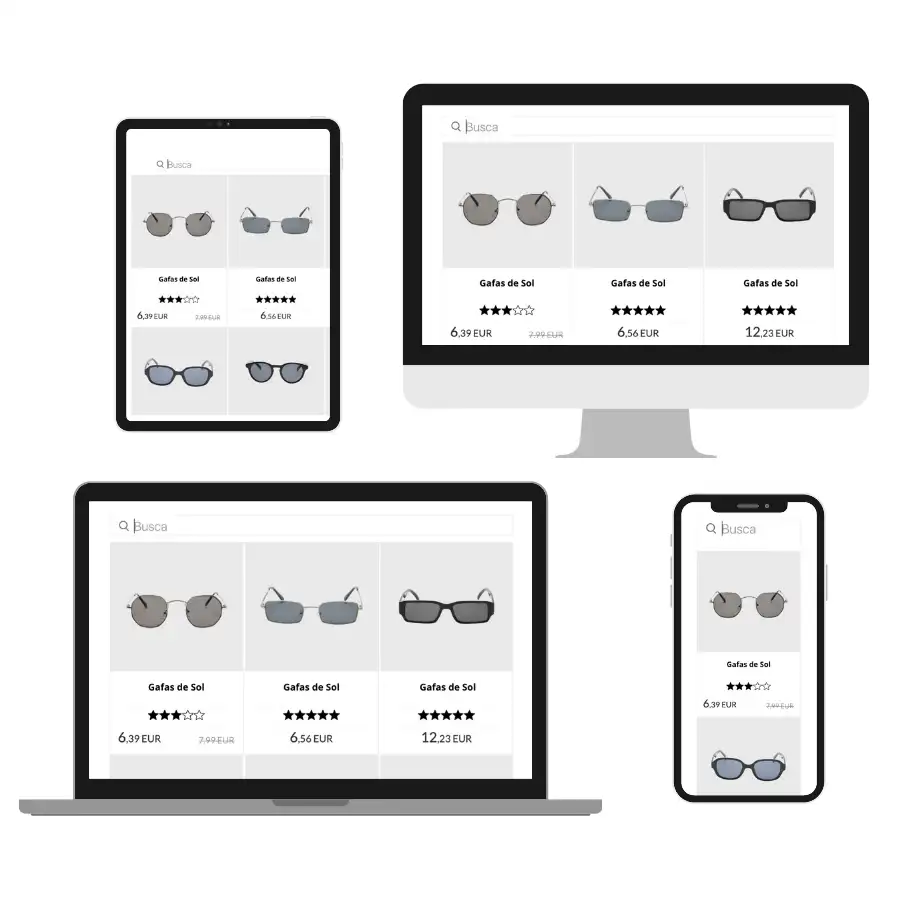 Busca
Gafas de Sol Gafas de Sol
6,39 EUR 7.99 EUR 6,56 EUR
Busca
Gafas de Sol Gafas de Sol Gafas de Sol
6,39 EUR 7.99 EUR 6,56 EUR 12,23 EUR
Busca
Gafas de Sol Gafas de Sol Gafas de Sol
6,39 EUR 7.99 EUR 6,56 EUR 12,23 EUR
Busca
Gafas de Sol
6,39 EUR 7.99 EUR